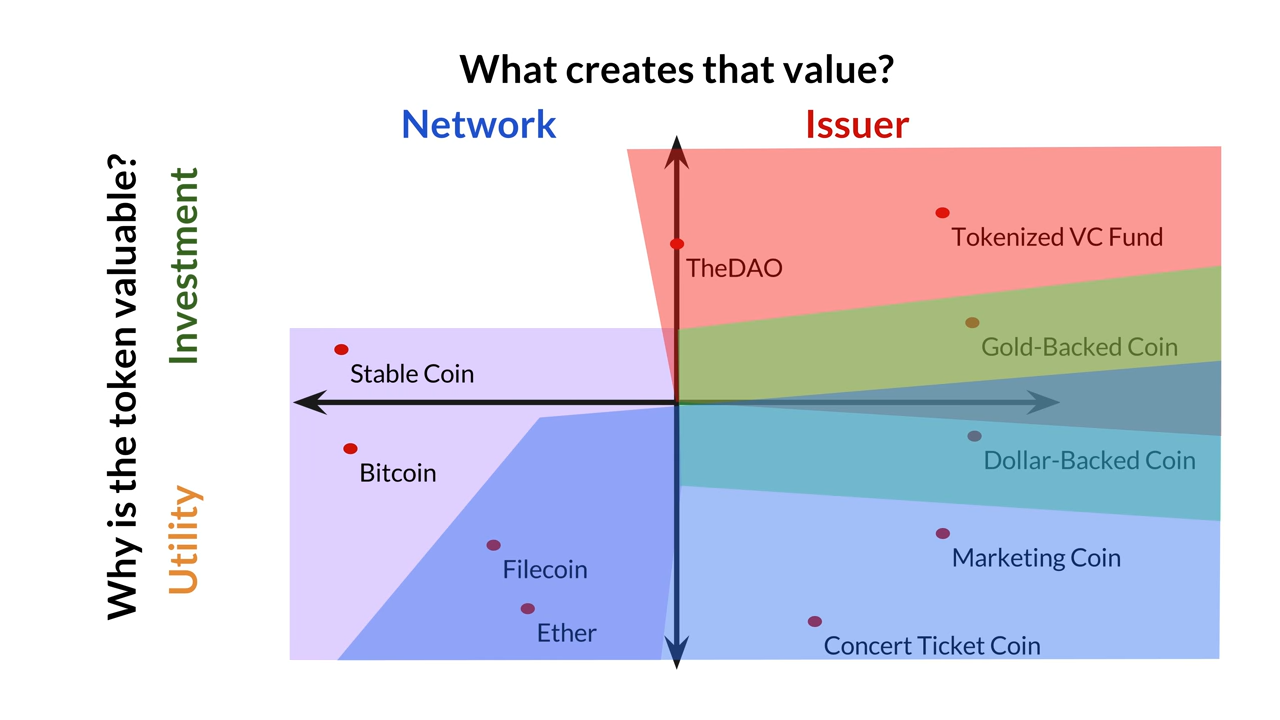 What creates that value?
Network
Issuer
Why is the token valuable?
Investment
Utility
Tokenized VC Fund
TheDAO
Gold-Backed Coin
Stable Coin
Dollar-Backed Coin
Bitcoin
Marketing Coin
Filecoin
Ether
Concert Ticket Coin